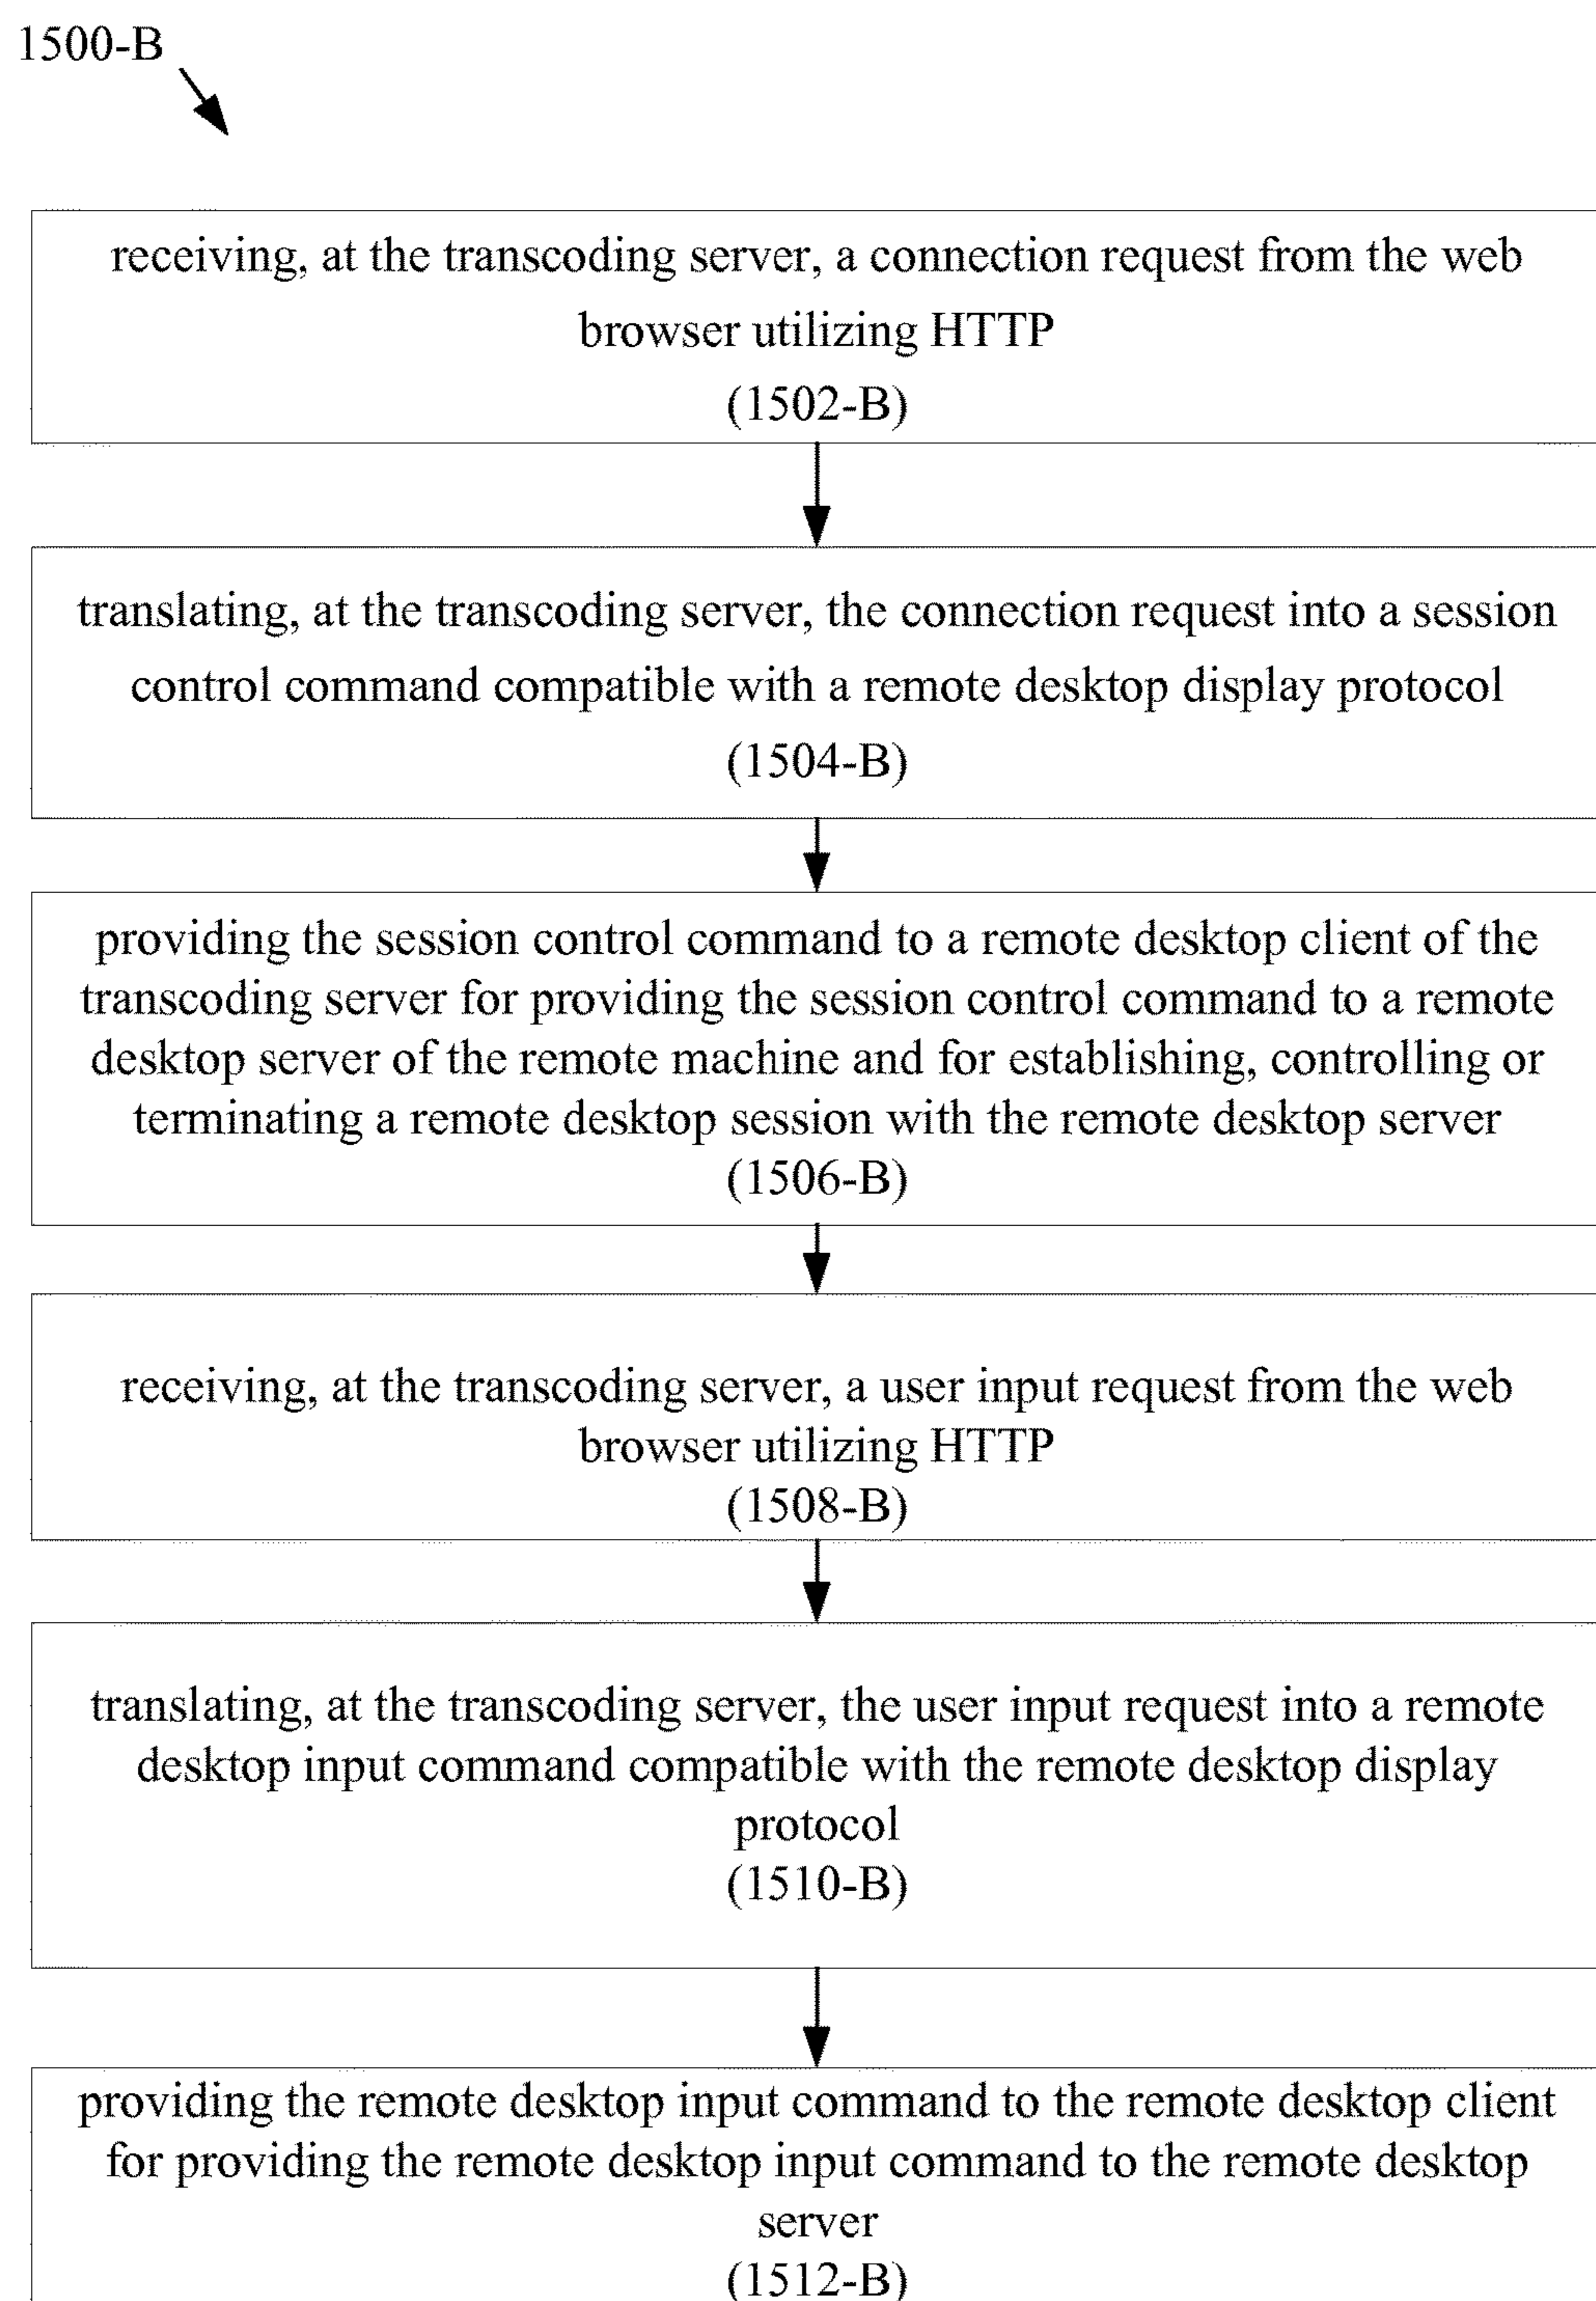 1500-B
receiving, at the transcoding server, a connection request from the web
browser utilizing HTTP
(1502-B)
translating, at the transcoding server, the connection request into a session
control command compatible with a remote desktop display protocol
(1504-B)
providing the session control command to a remote desktop client of the
transcoding server for providing the session control command to a remote
desktop server of the remote machine and for establishing, controlling or
terminating a remote desktop session with the remote desktop server
(1506-B)
receiving, at the transcoding server, a user input request from the web
browser utilizing HTTP
(1508-B)
translating, at the transcoding server, the user input request into a remote
desktop input command compatible with the remote desktop display
protocol
(1510-B)
providing the remote desktop input command to the remote desktop client
for providing the remote desktop input command to the remote desktop
server
(1512-B)